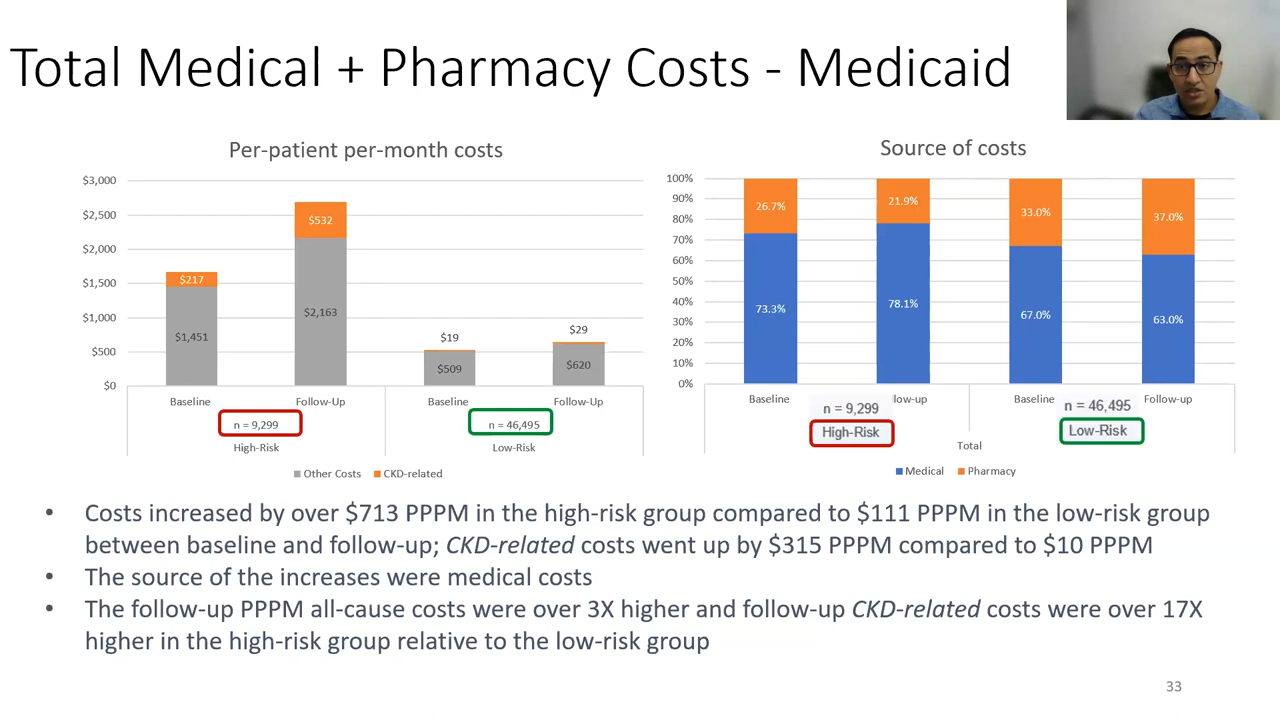 Total Medical + Pharmacy Costs - Medicaid
Per-patient per-month costs
$3,000
$2,500
$2,000
$1,500
$1,000
$500
$0
$217
$1,451
$532
$2,163
$19
$509
$29
$620
Baseline
Follow-Up
Baseline
Follow-Up
n = 9,299
n = 46,495
High-Risk
Low-Risk
Other Costs
CKD-related
Source of costs
100%
90%
80%
70%
60%
50%
40%
30%
20%
10%
0%
26.7%
73.3%
21.9%
78.1%
33.0%
67.0%
37.0%
63.0%
Baseline
llow-up
Baseline
Follow-up
n = 9,299
High-Risk
n = 46,495
Low-Risk
Total
Medical
Pharmacy
• Costs increased by over $713 PPPM in the high-risk group compared to $111 PPPM in the low-risk group
between baseline and follow-up; CKD-related costs went up by $315 PPPM compared to $10 PPPM
• The source of the increases were medical costs
• The follow-up PPPM all-cause costs were over 3X higher and follow-up CKD-related costs were over 17X
higher in the high-risk group relative to the low-risk group
33